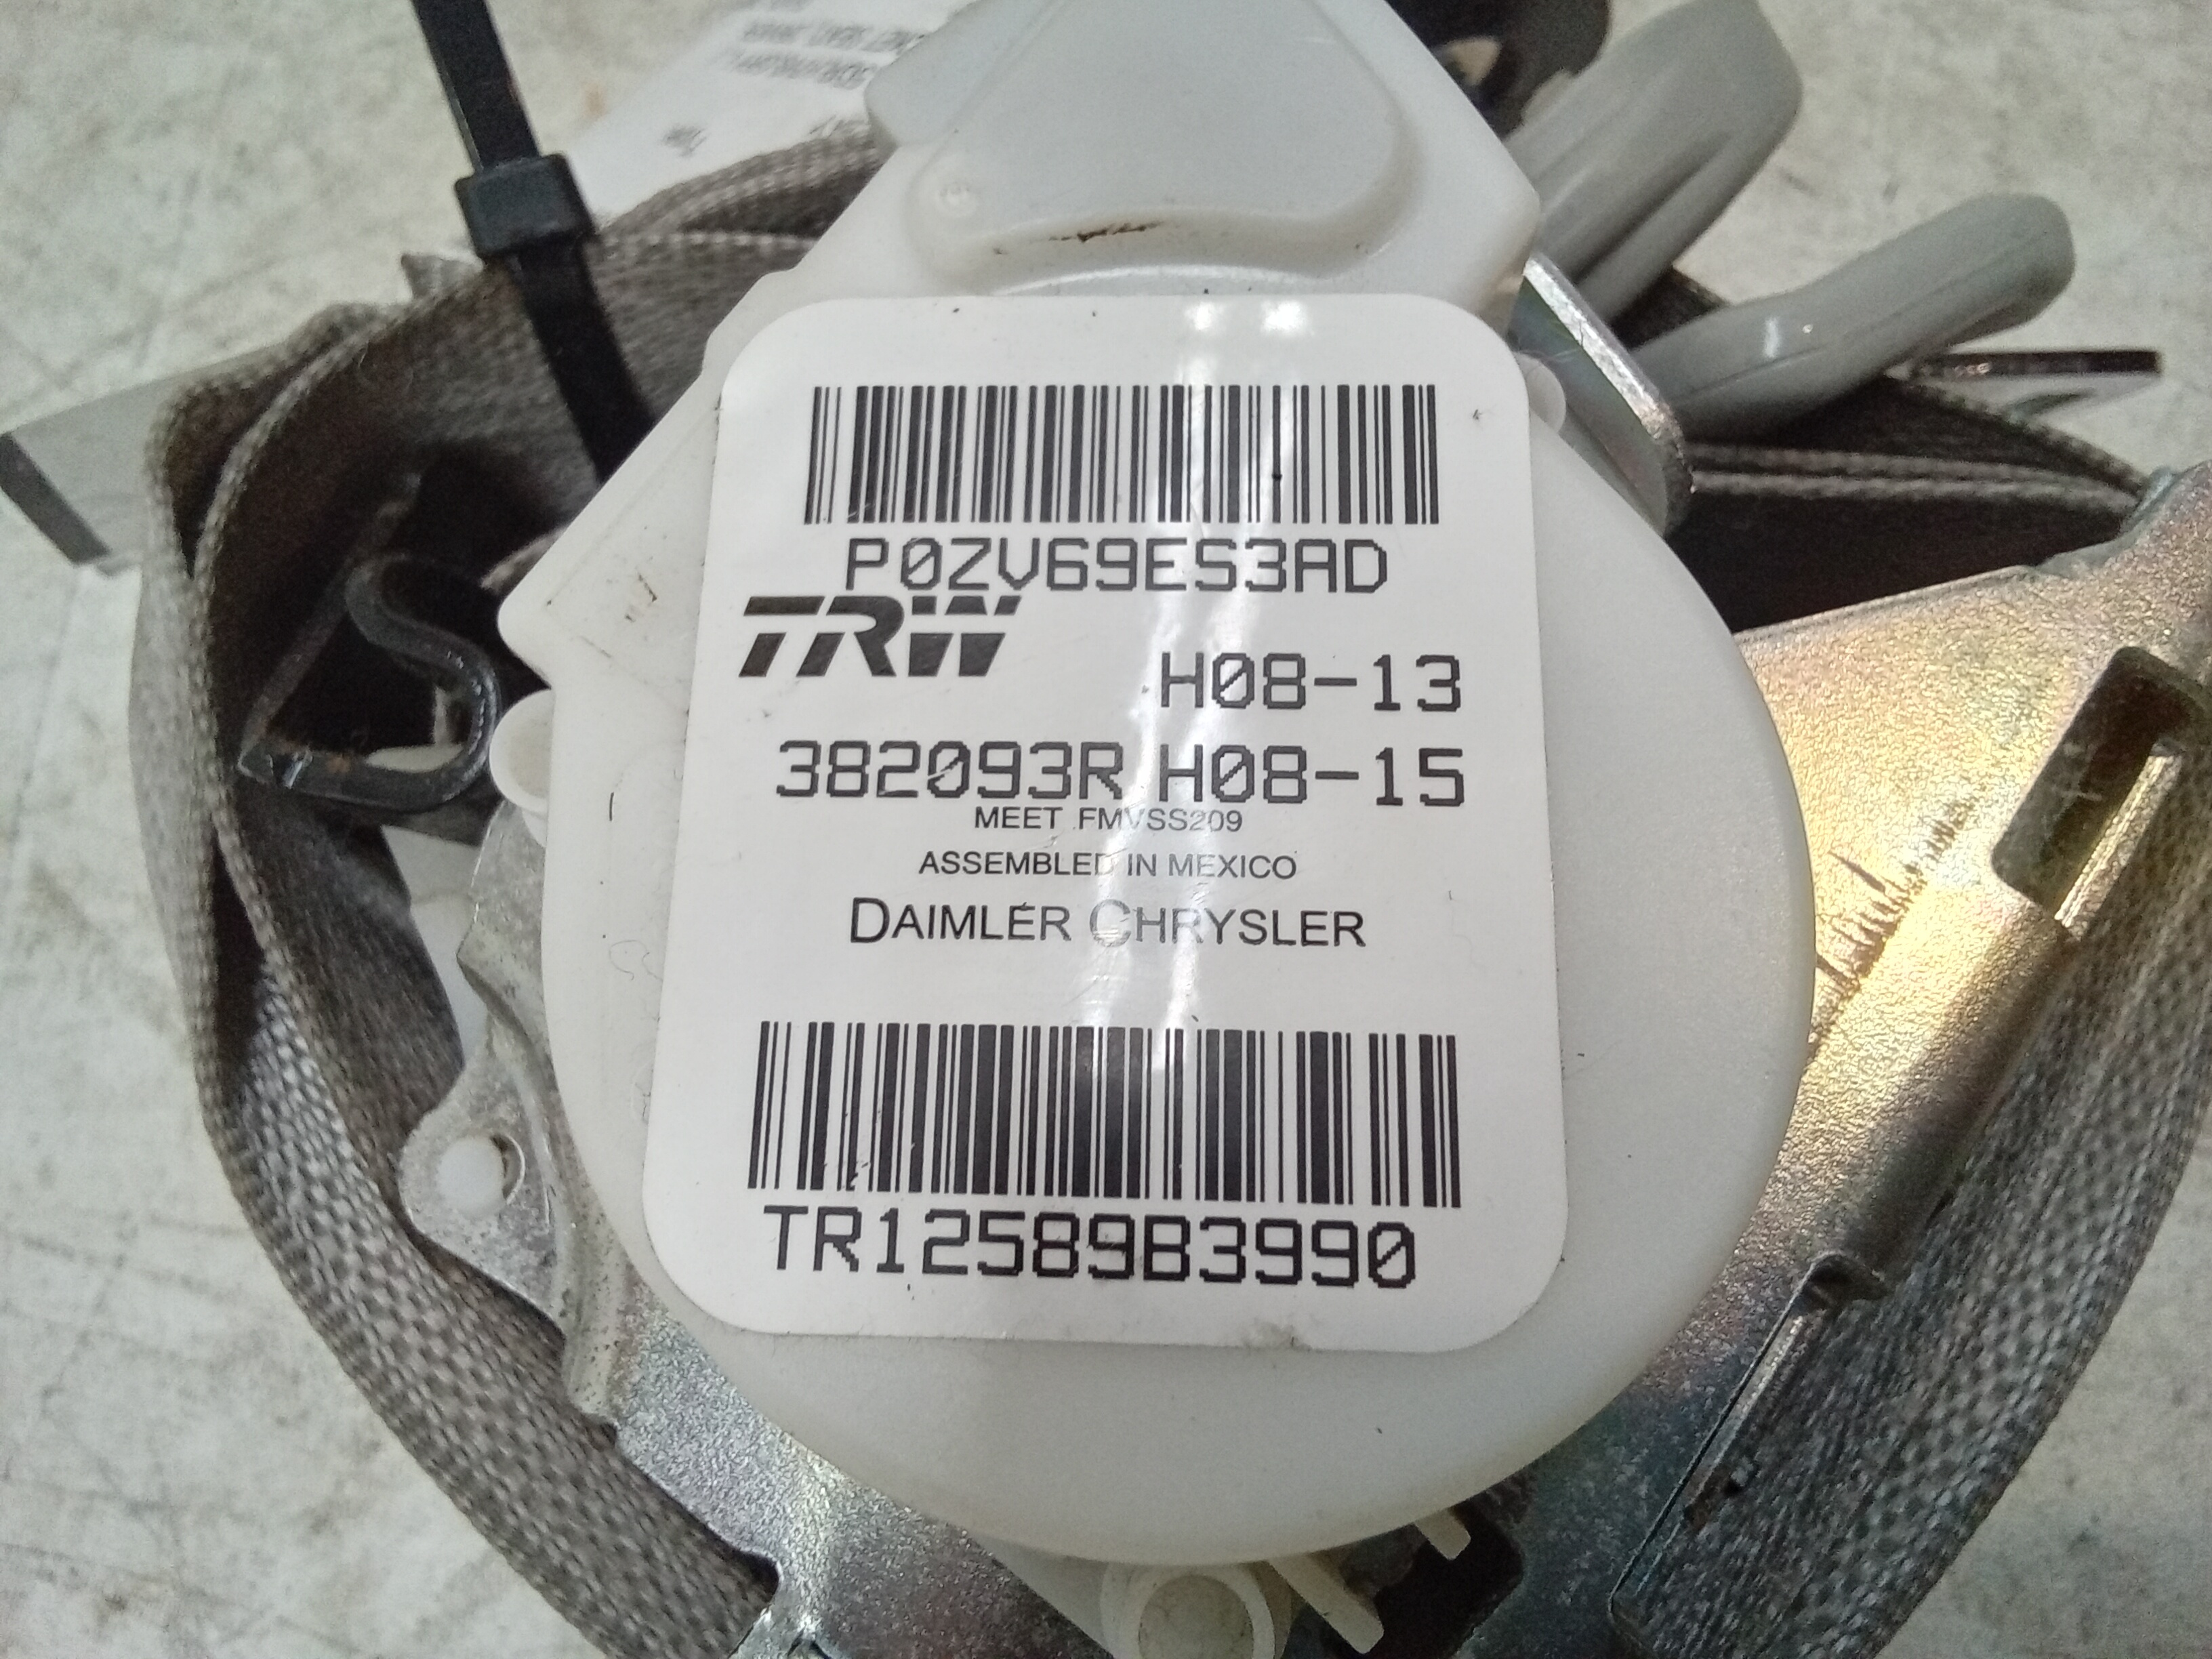 P0ZV69ES3AD
TRW
H08-13
382093R H08-15
MEET FMVSS209
ASSEMBLED IN MEXICO
DAIMLER CHRYSLER
TR12589B3990